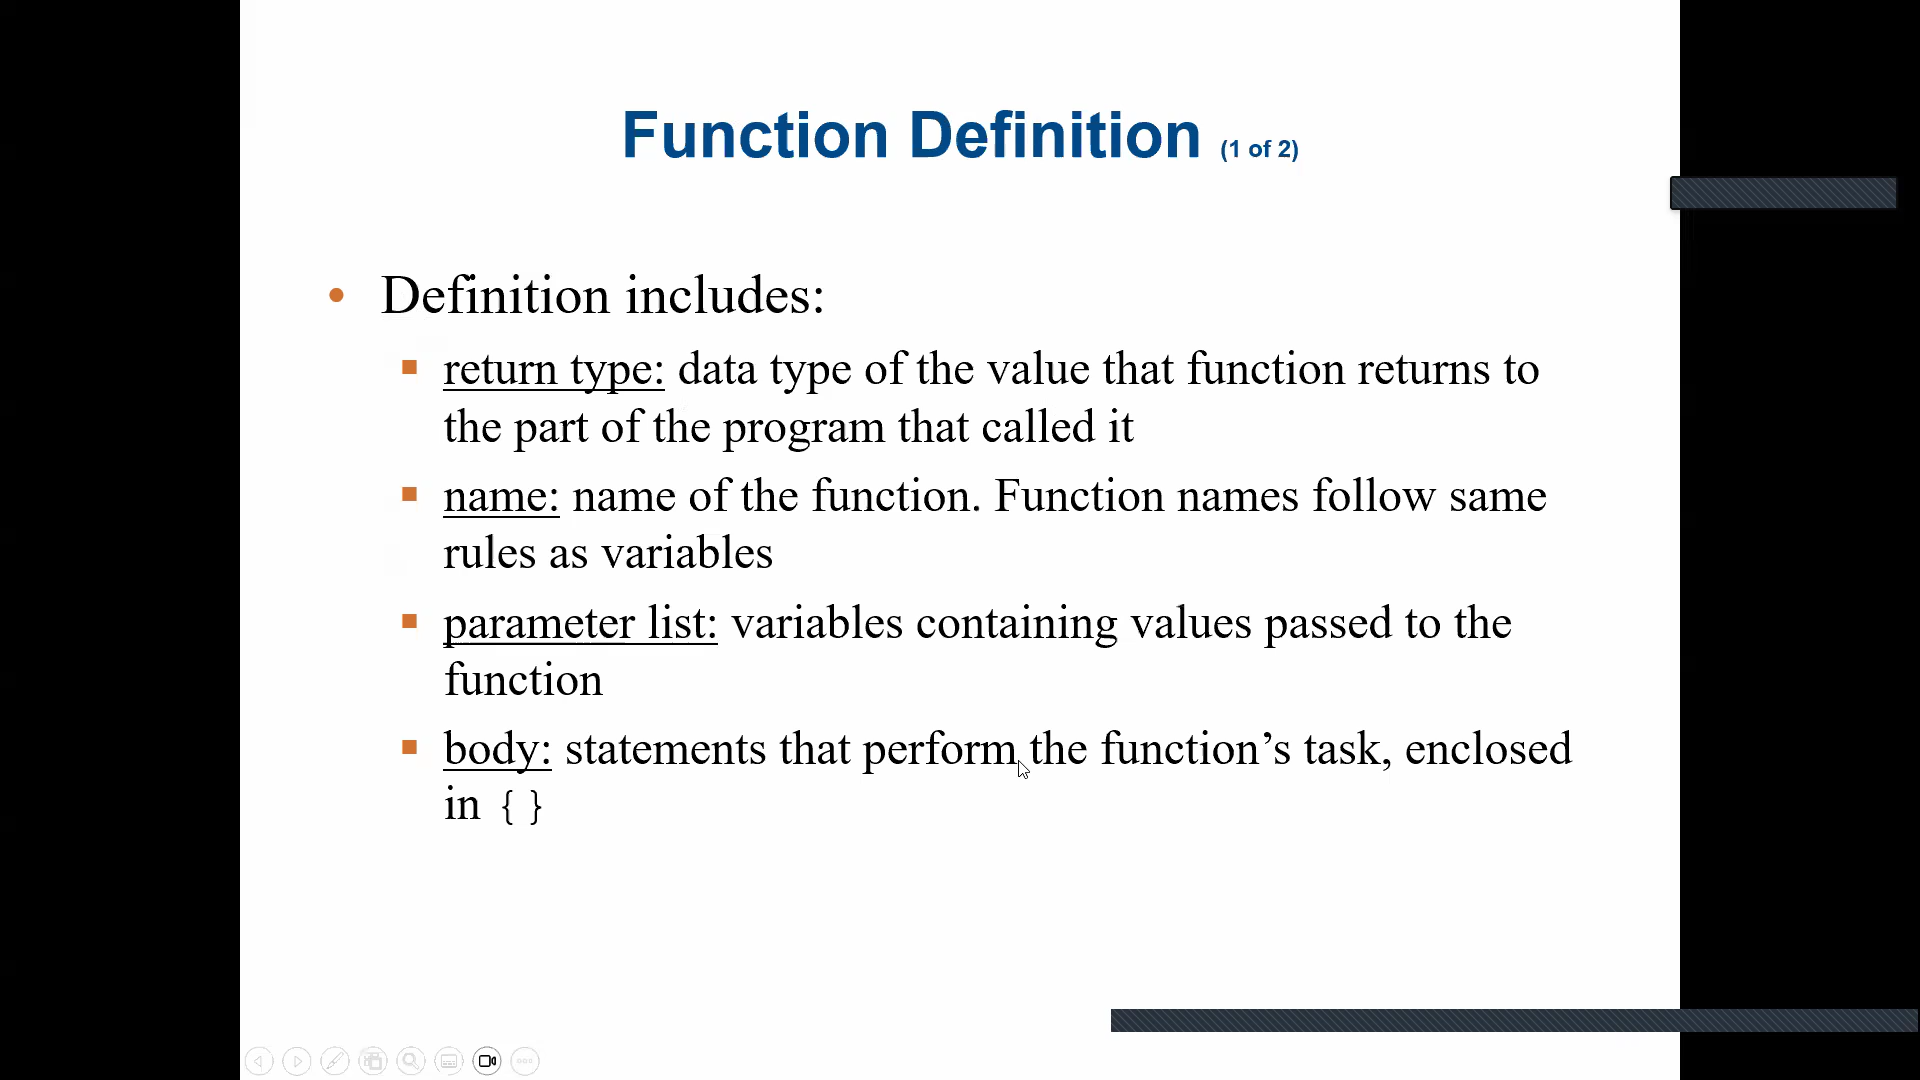 Function Definition (1 of 2)
• Definition includes:
▪ return type: data type of the value that function returns to
the part of the program that called it
▪ name: name of the function. Function names follow same
rules as variables
▪ parameter list: variables containing values passed to the
function
▪ body: statements that perform the function’s task, enclosed
in {}